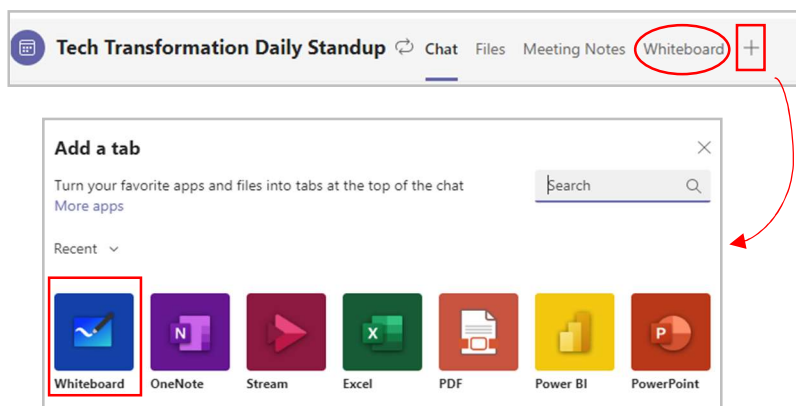 Tech Transformation Daily Standup Chat Files Meeting Notes Whiteboard +
Add a tab
Turn your favorite apps and files into tabs at the top of the chat
Search
More apps
Recent
N X P
Whiteboard OneNote Stream Excel PDF Power BI PowerPoint